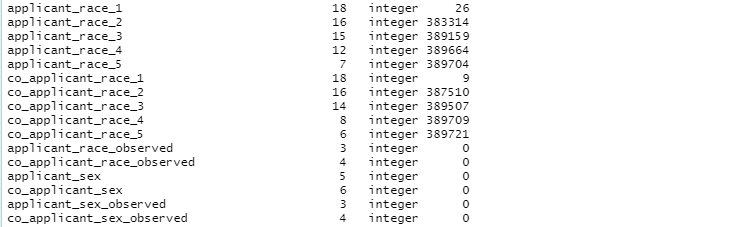 applicant_race_1 18 integer 26
applicant_race_2 16 integer 383314
applicant_race_3 15 integer 389159
applicant_race_4 12 integer 389664
applicant_race_5 7 integer 389704
co_applicant_race_1 18 integer 9
co_applicant_race_2 16 integer 387510
co_applicant_race_3 14 integer 389507
co_applicant_race_4 8 integer 389709
co_applicant_race_5 6 integer 389721
applicant_race_observed 3 integer 0
co_applicant_race_observed 4 integer 0
applicant_sex 5 integer 0
co_applicant_sex 6 integer 0
applicant_sex_observed 3 integer 0
co_applicant_sex_observed 4 integer 0